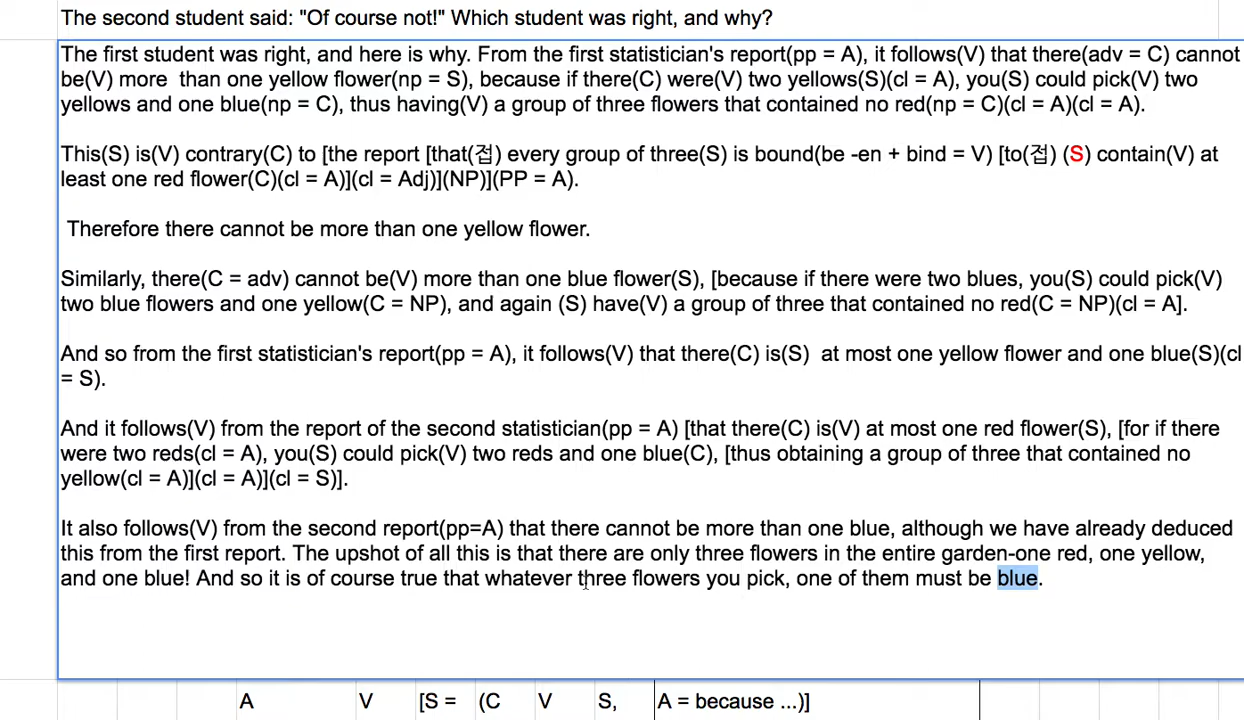 The second student said: "Of course not!" Which student was right, and why?
The first student was right, and here is why. From the first statistician's report(pp = A), it follows(V) that there(adv = C) cannot
be(V) more  than one yellow flower(np = S), because if there(C) were(V) two yellows(S)(cl = A), you(S) could pick(V) two
yellows and one blue(np = C), thus having(V) a group of three flowers that contained no red(np = C)(cl = A)(cl = A).
This(S) is(V) contrary(C) to [the report [that(접) every group of three(S) is bound(be -en + bind = V) [to(접) (S) contain(V) at
least one red flower(C)(cl = A)](cl = Adj)](NP)](PP = A).
Therefore there cannot be more than one yellow flower.
Similarly, there(C = adv) cannot be(V) more than one blue flower(S), [because if there were two blues, you(S) could pick(V)
two blue flowers and one yellow(C = NP), and again (S) have(V) a group of three that contained no red(C = NP)(cl = A].
And so from the first statistician's report(pp = A), it follows(V) that there(C) is(S)  at most one yellow flower and one blue(S)(cl
= S).
And it follows(V) from the report of the second statistician(pp = A) [that there(C) is(V) at most one red flower(S), [for if there
were two reds(cl = A), you(S) could pick(V) two reds and one blue(C), [thus obtaining a group of three that contained no
yellow(cl = A)](cl = A)](cl = S)].
It also follows(V) from the second report(pp=A) that there cannot be more than one blue, although we have already deduced
this from the first report. The upshot of all this is that there are only three flowers in the entire garden-one red, one yellow,
and one blue! And so it is of course true that whatever three flowers you pick, one of them must be blue.
A V [S = (C V S, A = because ...)]